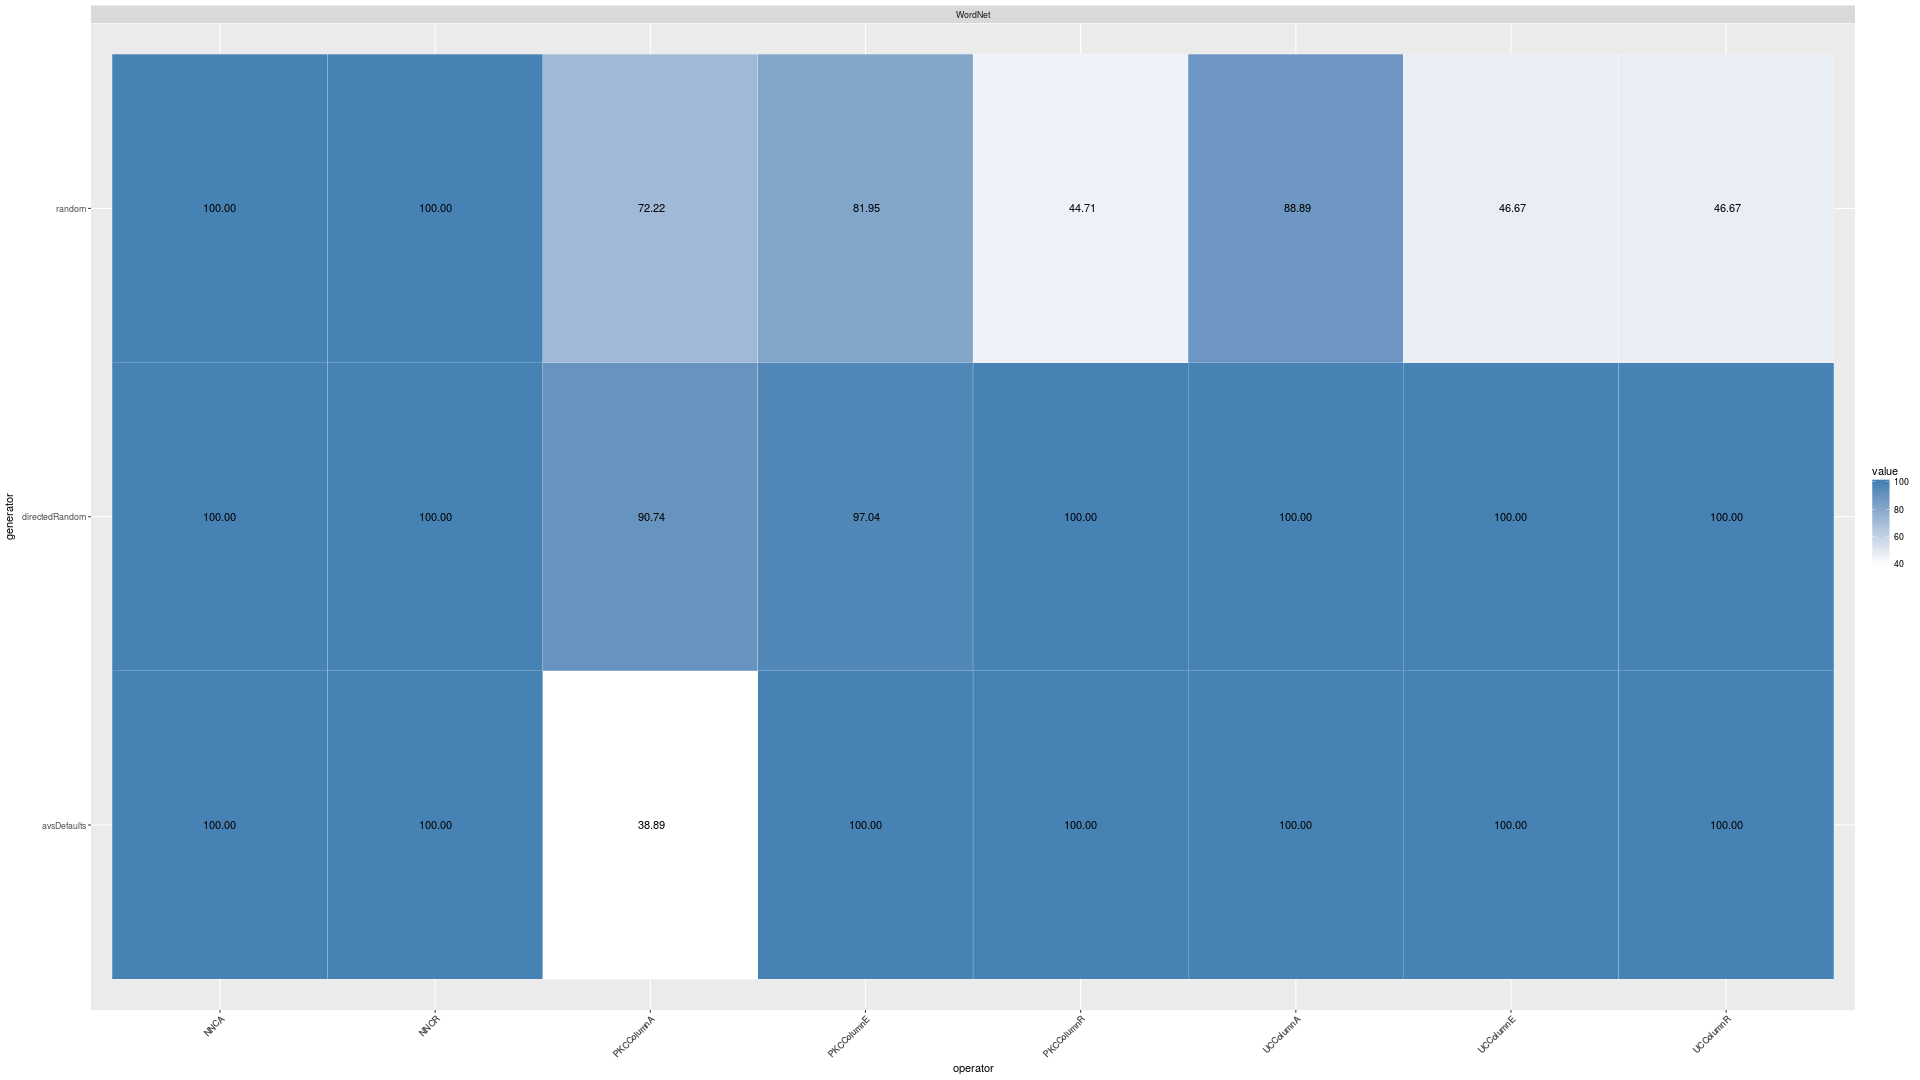 WordNet
random
100.00 100.00 72.22 81.95 44.71 88.89 46.67 46.67
directedRandom
100.00 100.00 90.74 97.04 100.00 100.00 100.00 100.00
avsDefaults
100.00 100.00 38.89 100.00 100.00 100.00 100.00 100.00
generator
NNCA NNCR PKCColumnA PKCColumnE PKCColumnR UCColumnA UCColumnE UCColumnR
operator
value
100
80
60
40